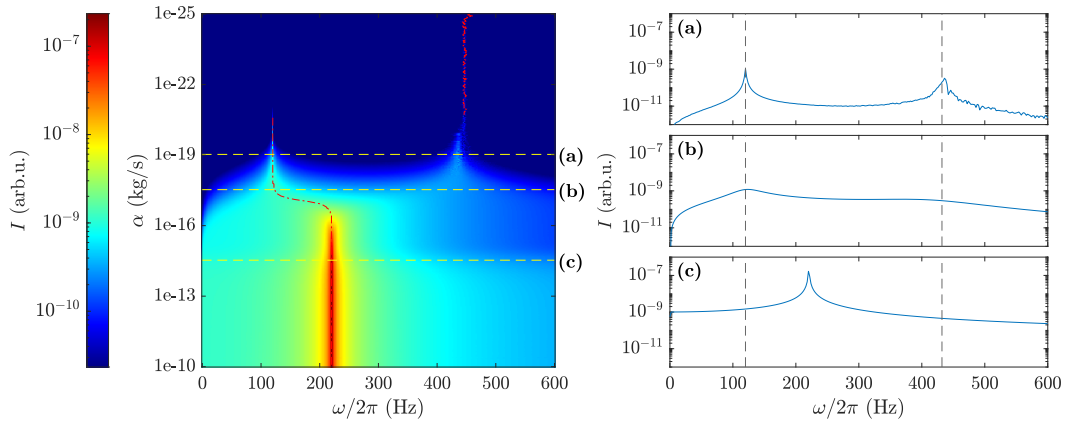 10⁻⁷
10⁻⁸
10⁻⁹
10⁻¹⁰
I (arb.u.)
1e-25
1e-22
1e-19
1e-16
1e-13
1e-10
α (kg/s)
(a)
(b)
(c)
0 100 200 300 400 500 600
ω/2π (Hz)
(a)
10⁻⁷
10⁻⁹
10⁻¹¹
(b)
10⁻⁷
10⁻⁹
10⁻¹¹
I (arb.u.)
(c)
10⁻⁷
10⁻⁹
10⁻¹¹
0 100 200 300 400 500 600
ω/2π (Hz)